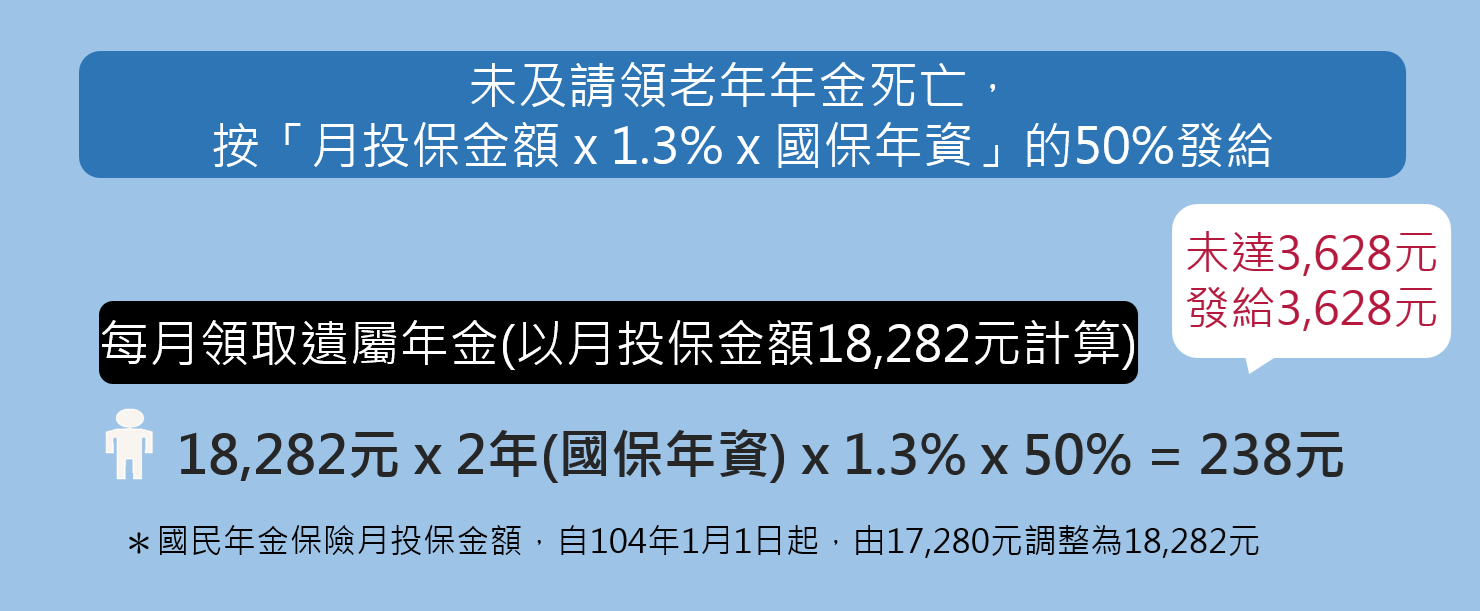 未及請領老年年金死亡，
按「月投保金額 x 1.3% x 國保年資」的50%發給
未達3,628元
發給3,628元
每月領取遺屬年金(以月投保金額18,282元計算)
18,282元 x 2年(國保年資) x 1.3% x 50% = 238元
＊國民年金保險月投保金額，自104年1月1日起，由17,280元調整為18,282元